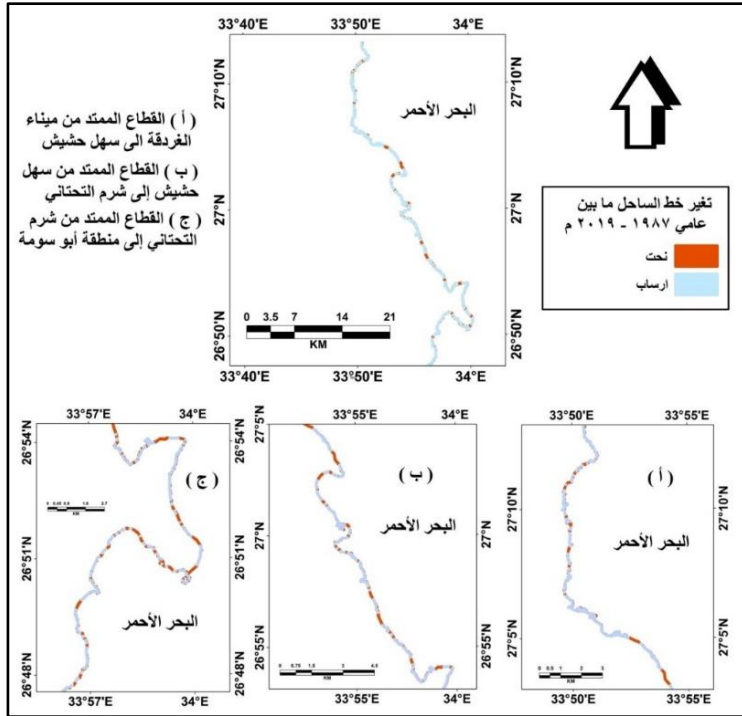 33°40'E 33°50'E 34°E
27°10'N 27°N 26°50'N
البحر الأحمر
27°10'N 27°N 26°50'N
0 3.5 7 14 21
KM
33°40'E 33°50'E 34°E
( أ ) القطاع الممتد من ميناء
الغردقة الى سهل حشيش
( ب ) القطاع الممتد من سهل
حشيش إلى شرم التحتاني
( ج ) القطاع الممتد من شرم
التحتاني إلى منطقة أبو سومة
تغير خط الساحل ما بين
عامي ١٩٨٧ - ٢٠١٩ م
نحت
ارساب
33°50'E 33°55'E
( أ )
27°10'N 27°5'N
البحر الأحمر
27°10'N 27°5'N
KM
33°50'E 33°55'E
33°55'E 34°E
27°5'N 27°N 26°55'N
( ب )
البحر الأحمر
27°N 26°55'N
KM
33°55'E 34°E
33°57'E 34°E
26°54'N 26°51'N 26°48'N
( ج )
KM
البحر الأحمر
26°54'N 26°51'N 26°48'N
33°57'E 34°E